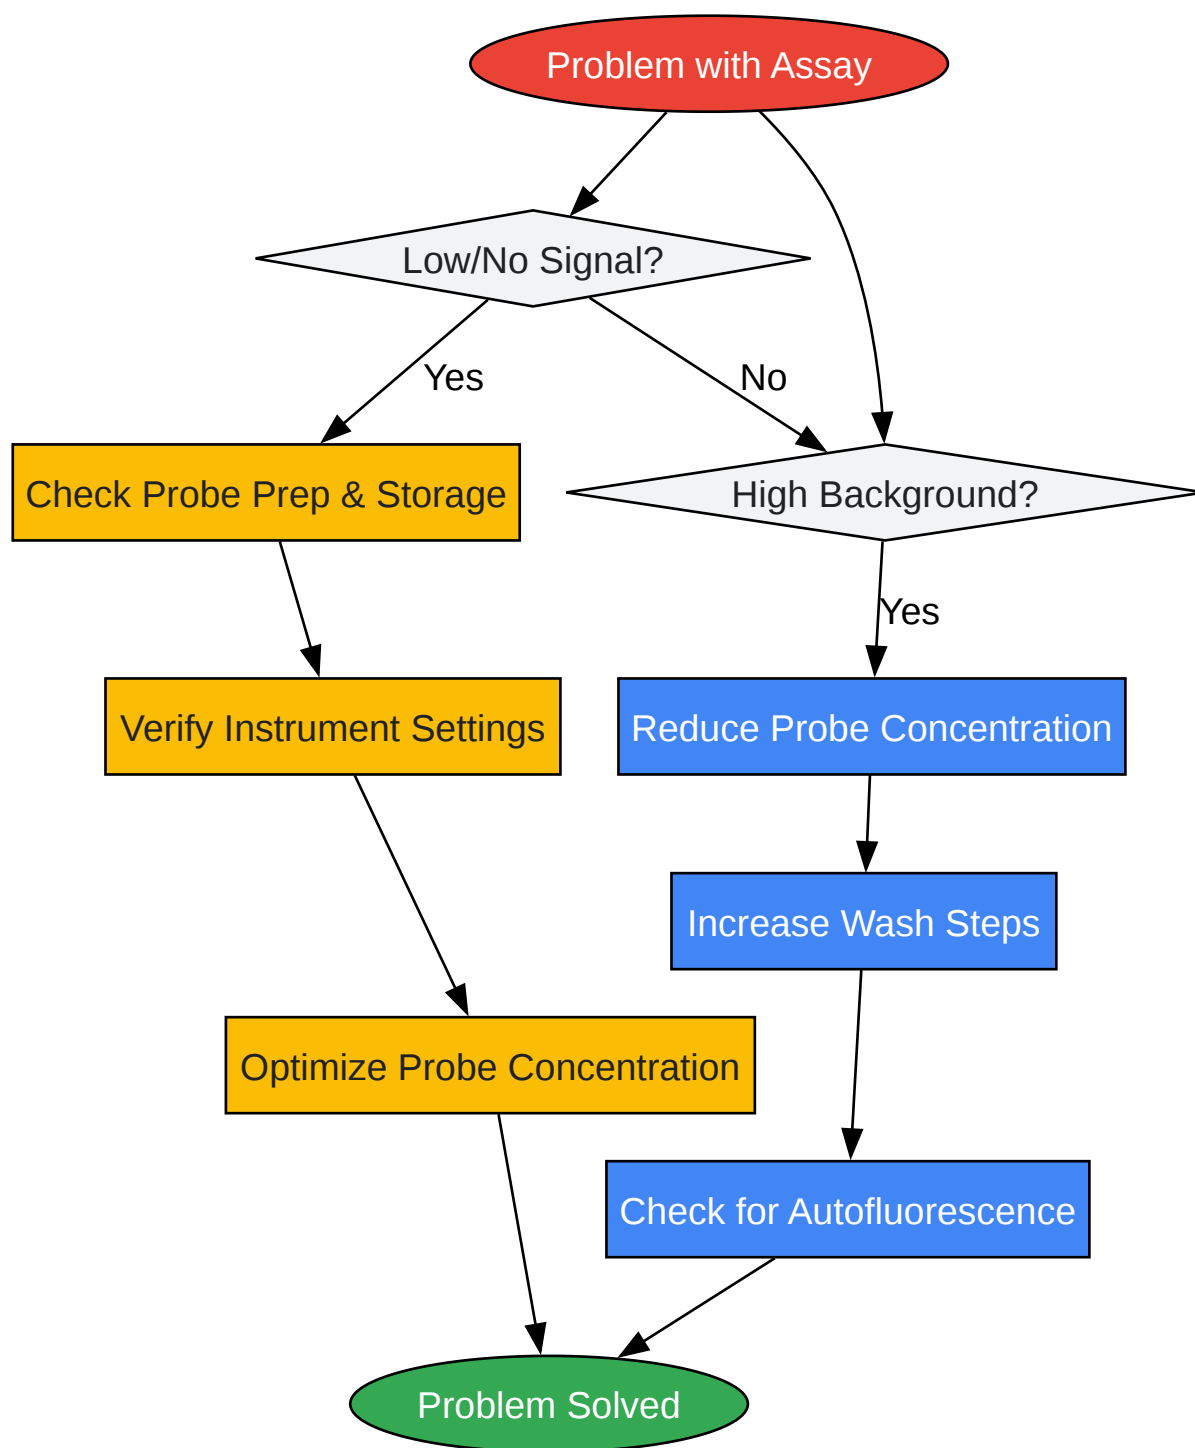 Problem with Assay
Low/No Signal?
Yes
No
Check Probe Prep & Storage
High Background?
Yes
Verify Instrument Settings
Reduce Probe Concentration
Increase Wash Steps
Optimize Probe Concentration
Check for Autofluorescence
Problem Solved